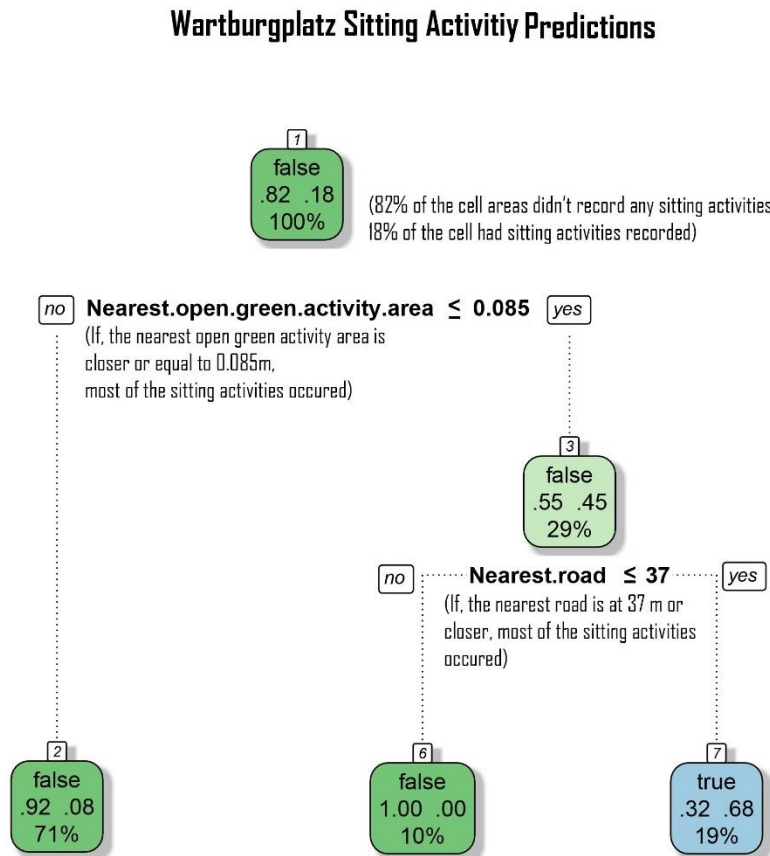 Wartburgplatz Sitting Activitiy Predictions
1
false
.82 .18
100%
(82% of the cell areas didn't record any sitting activities
18% of the cell had sitting activities recorded)
no Nearest.open.green.activity.area ≤ 0.085 yes
(If, the nearest open green activity area is
closer or equal to 0.085m,
most of the sitting activities occured)
3
false
.55 .45
29%
no Nearest.road ≤ 37 yes
(If, the nearest road is at 37 m or
closer, most of the sitting activities
occured)
2
false
.92 .08
71%
6
false
1.00 .00
10%
7
true
.32 .68
19%